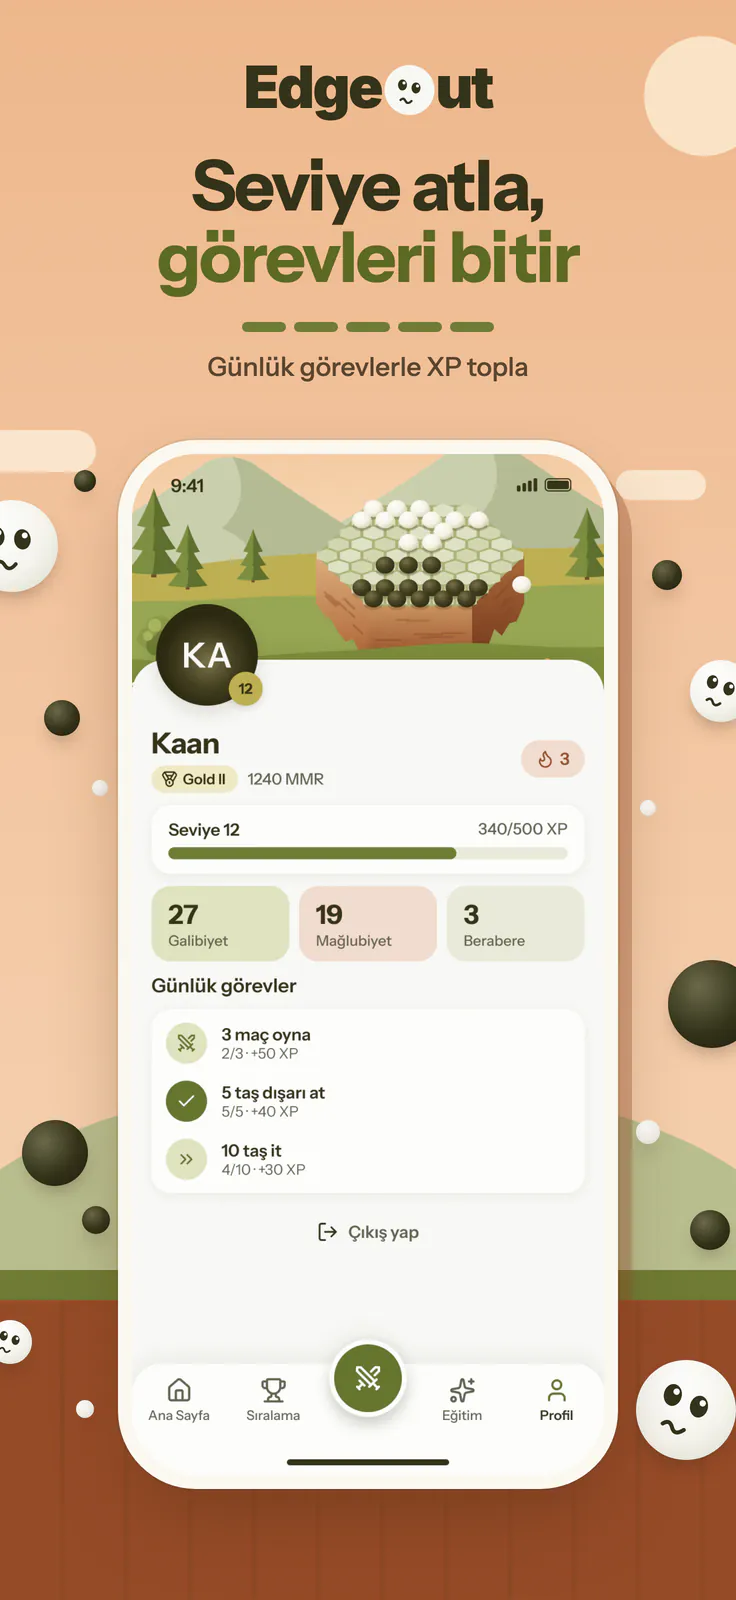 Edgeout
Seviye atla,
görevleri bitir
Günlük görevlerle XP topla
9:41
KA
12
Kaan
3
Gold II
1240 MMR
Seviye 12
340/500 XP
27
19
3
Galibiyet
Mağlubiyet
Berabere
Günlük görevler
3 maç oyna
2/3 · +50 XP
5 taş dışarı at
5/5 · +40 XP
10 taş it
4/10 · +30 XP
Çıkış yap
Ana Sayfa
Sıralama
Eğitim
Profil